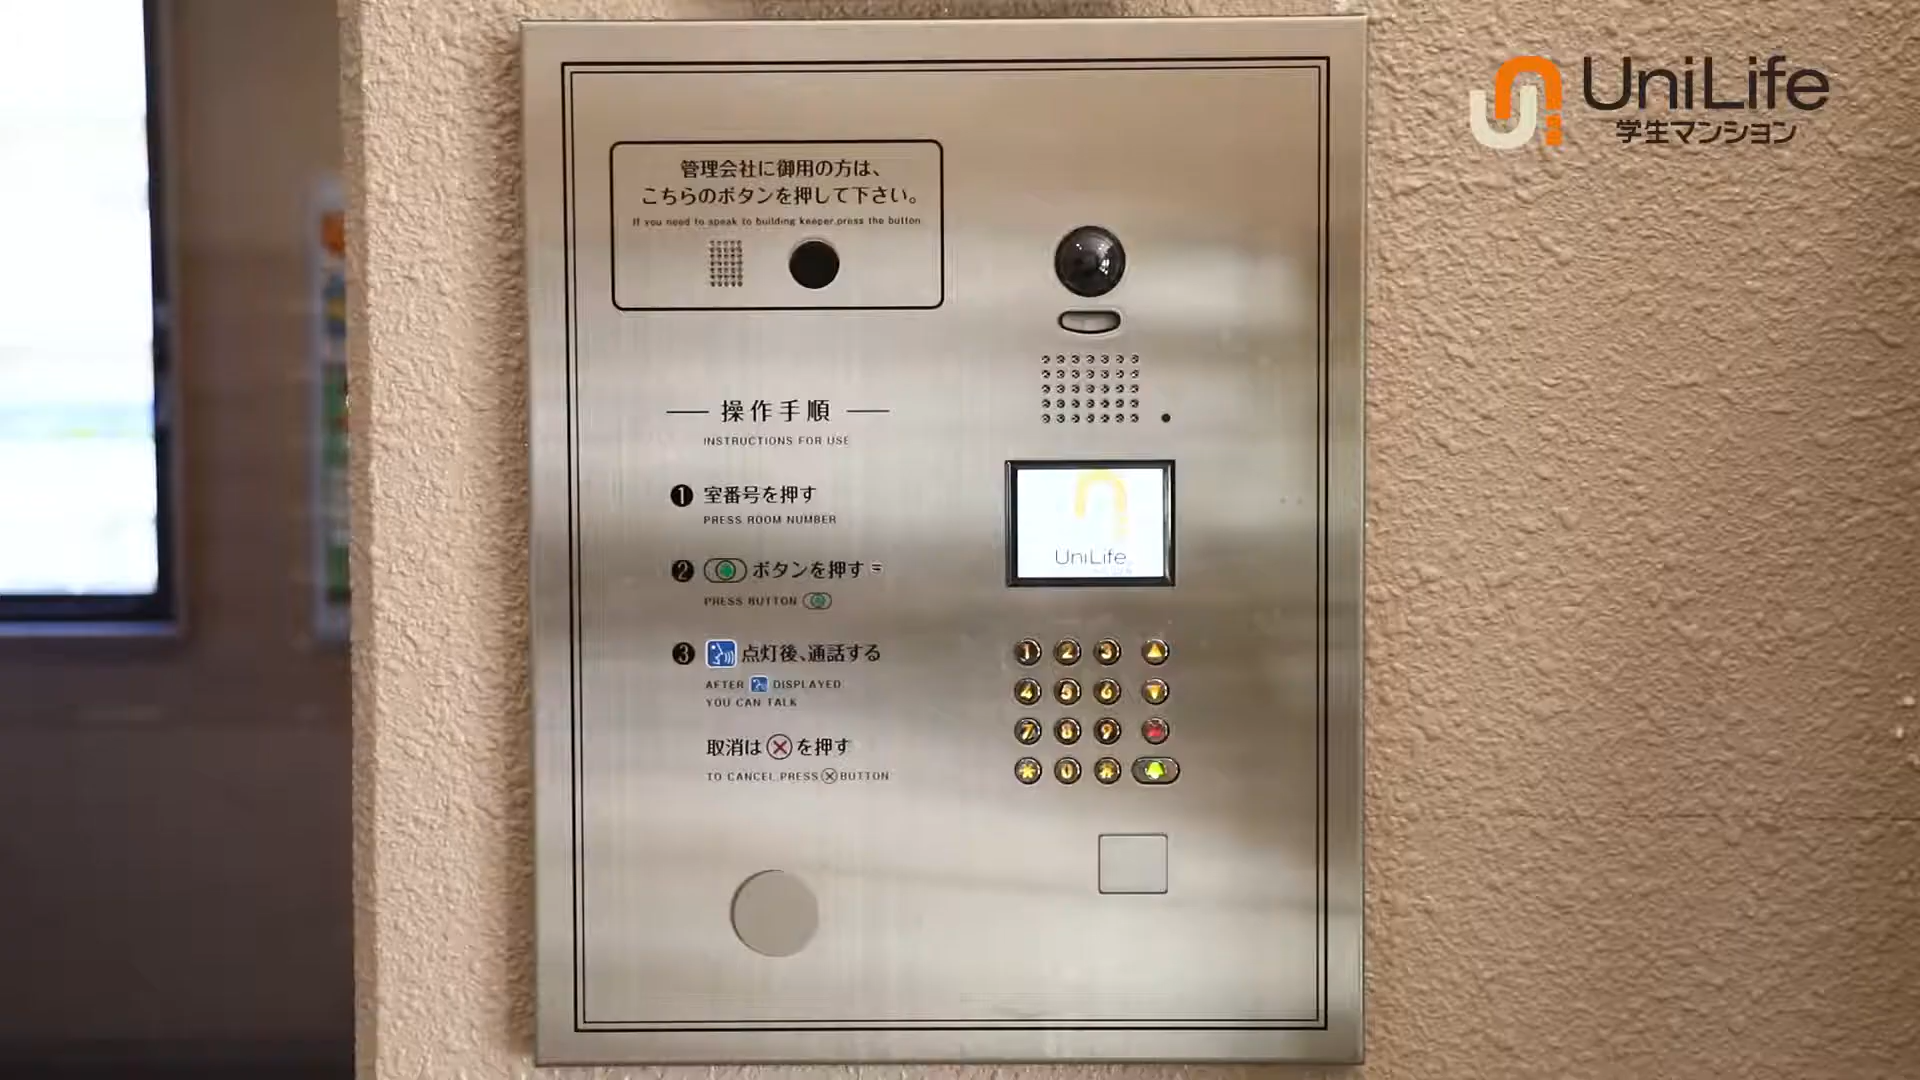 UniLife
学生マンション
管理会社に御用の方は、
こちらのボタンを押して下さい。
If you need to speak to building keeper,press the button.
操作手順
INSTRUCTIONS FOR USE
❶ 室番号を押す
PRESS ROOM NUMBER
❷ ボタンを押す
PRESS BUTTON
❸ 点灯後、通話する
AFTER DISPLAYED
YOU CAN TALK
取消は を押す
TO CANCEL,PRESS BUTTON
UniLife
1 2 3 ▲
4 5 6 ▼
7 8 9
0